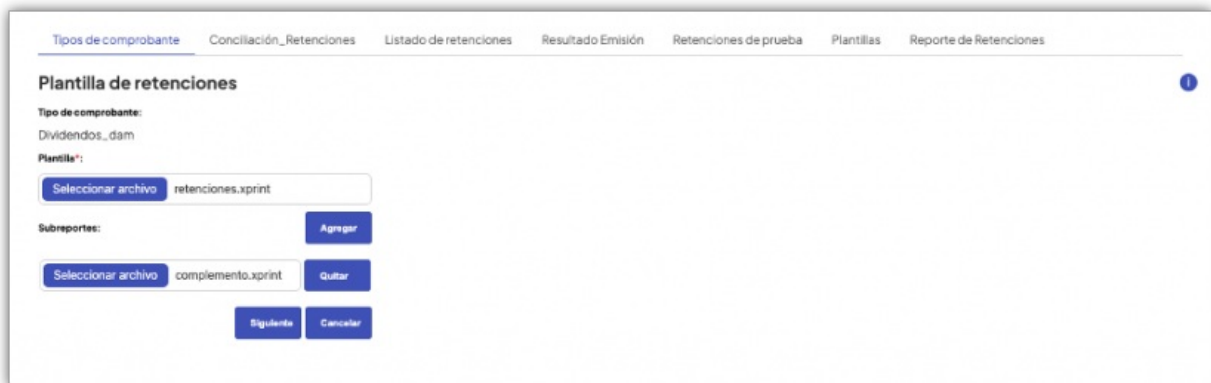 Tipos de comprobante Conciliación_Retenciones Listado de retenciones Resultado Emisión Retenciones de prueba Plantillas Reporte de Retenciones
Plantilla de retenciones
i
Tipo de comprobante:
Dividendos_dam
Plantilla*:
Seleccionar archivo retenciones.xprint
Subreportes: Agregar
Seleccionar archivo complemento.xprint Quitar
Siguiente Cancelar